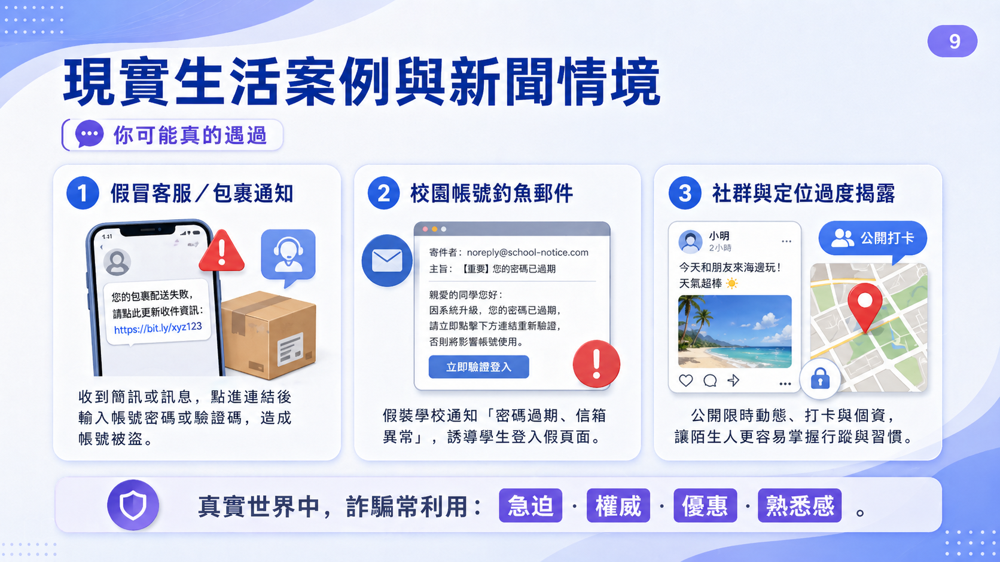 9
現實生活案例與新聞情境
你可能真的遇過
1 假冒客服／包裹通知
您的包裹配送失敗，
請點此更新收件資訊：
https://bit.ly/xyz123
收到簡訊或訊息，點進連結後
輸入帳號密碼或驗證碼，造成
帳號被盜。
2 校園帳號釣魚郵件
寄件者：noreply@school-notice.com
主旨：【重要】您的密碼已過期
親愛的同學您好：
因系統升級，您的密碼已過期，
請立即點擊下方連結重新驗證，
否則將影響帳號使用。
立即驗證登入
假裝學校通知「密碼過期、信箱
異常」，誘導學生登入假頁面。
3 社群與定位過度揭露
小明
2小時
今天和朋友來海邊玩！
天氣超棒
公開打卡
公開限時動態、打卡與個資，
讓陌生人更容易掌握行蹤與習慣。
真實世界中，詐騙常利用：急迫·權威·優惠·熟悉感。